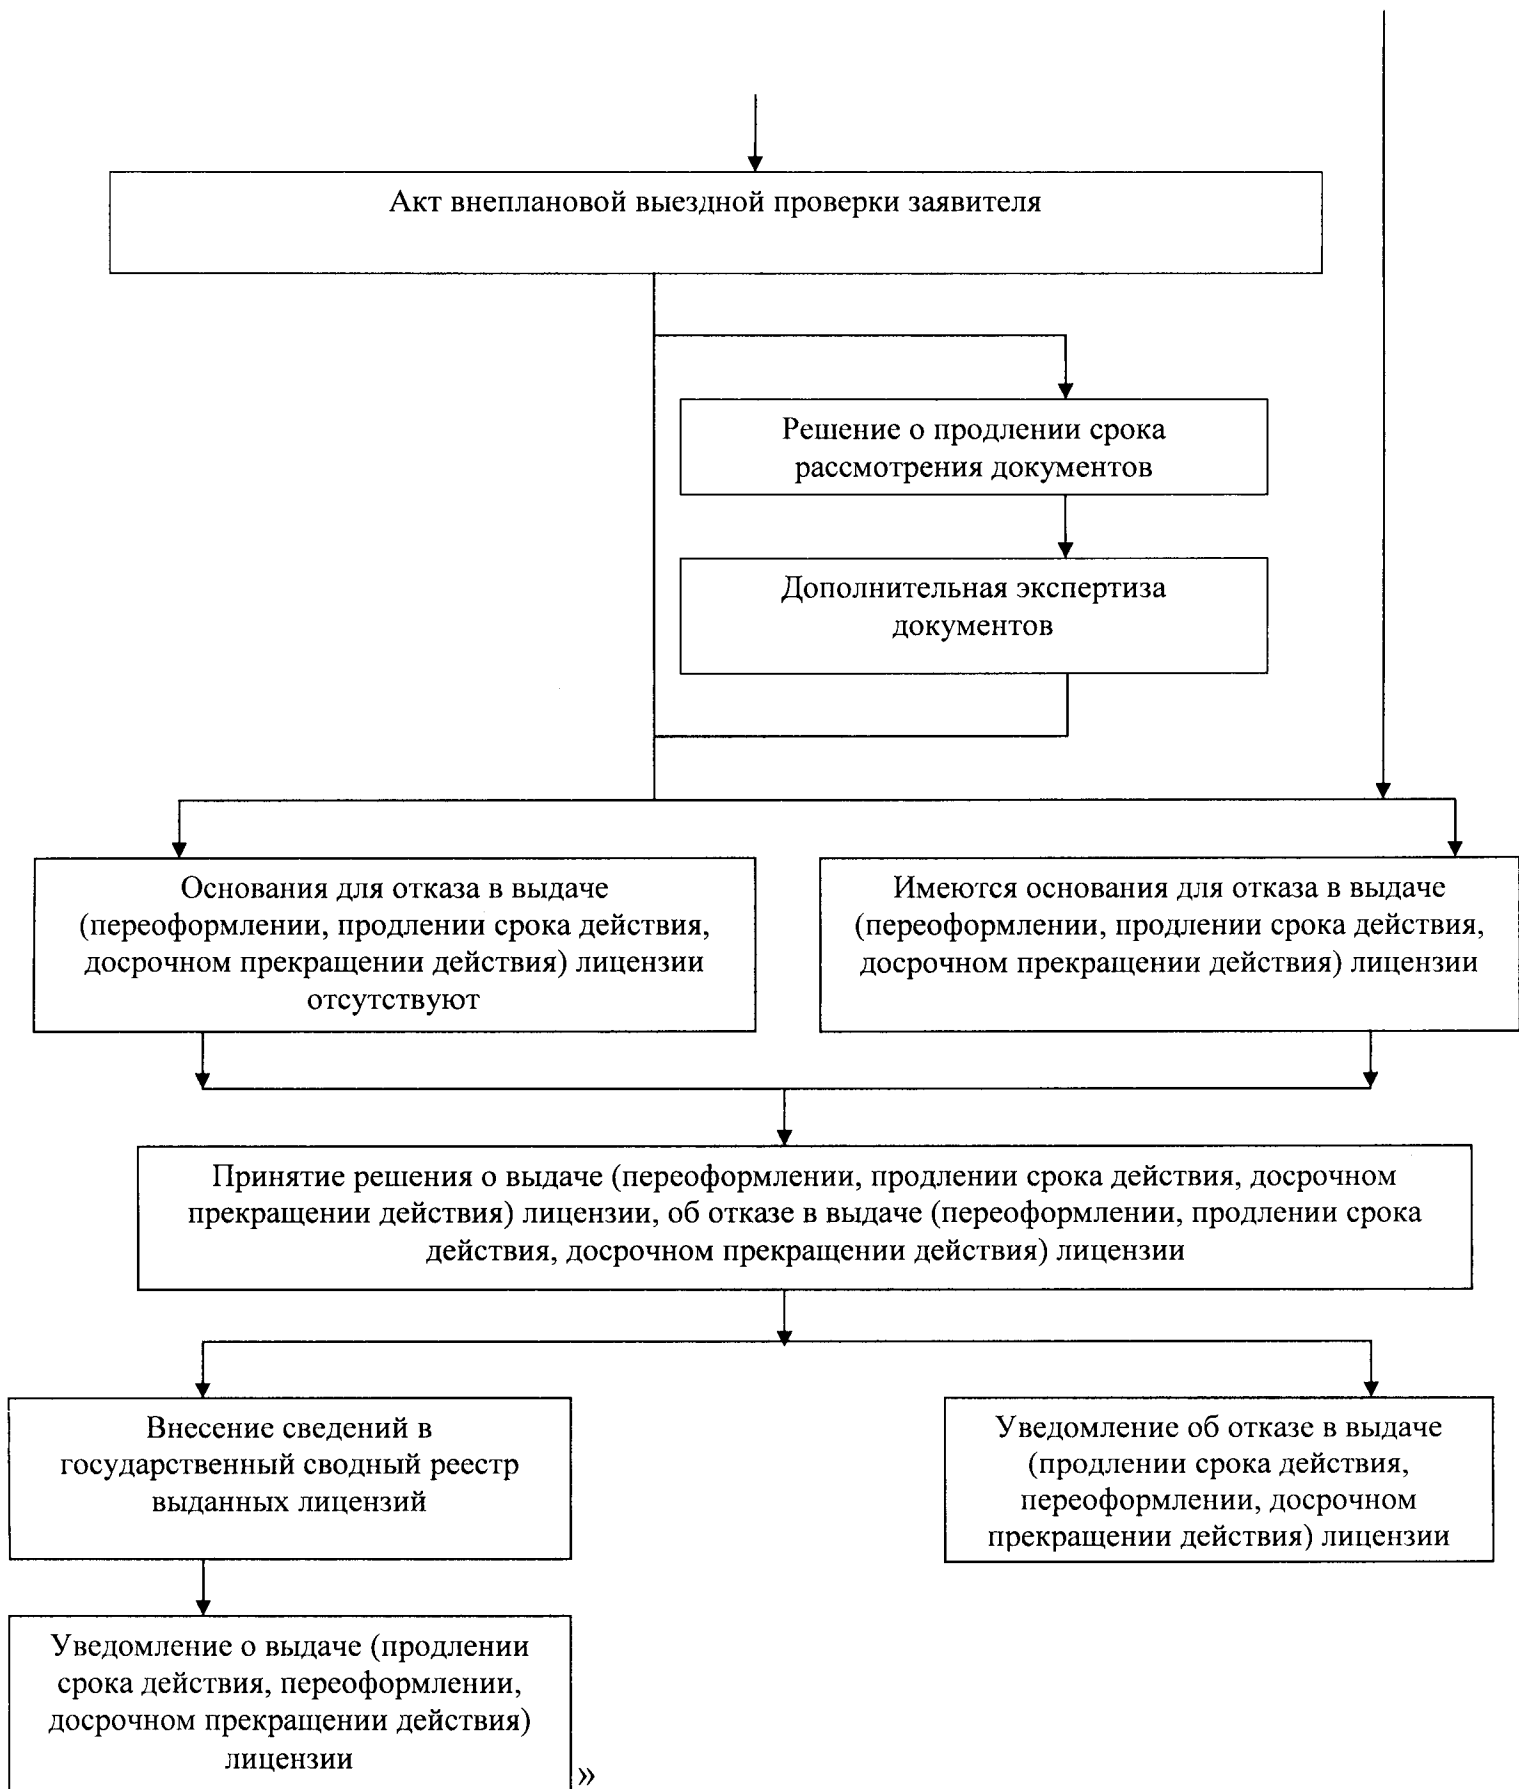 Акт внеплановой выездной проверки заявителя
Решение о продлении срока
рассмотрения документов
Дополнительная экспертиза
документов
Основания для отказа в выдаче
(переоформлении, продлении срока действия,
досрочном прекращении действия) лицензии
отсутствуют
Имеются основания для отказа в выдаче
(переоформлении, продлении срока действия,
досрочном прекращении действия) лицензии
Принятие решения о выдаче (переоформлении, продлении срока действия, досрочном
прекращении действия) лицензии, об отказе в выдаче (переоформлении, продлении срока
действия, досрочном прекращении действия) лицензии
Внесение сведений в
государственный сводный реестр
выданных лицензий
Уведомление об отказе в выдаче
(продлении срока действия,
переоформлении, досрочном
прекращении действия) лицензии
Уведомление о выдаче (продлении
срока действия, переоформлении,
досрочном прекращении действия)
лицензии
»